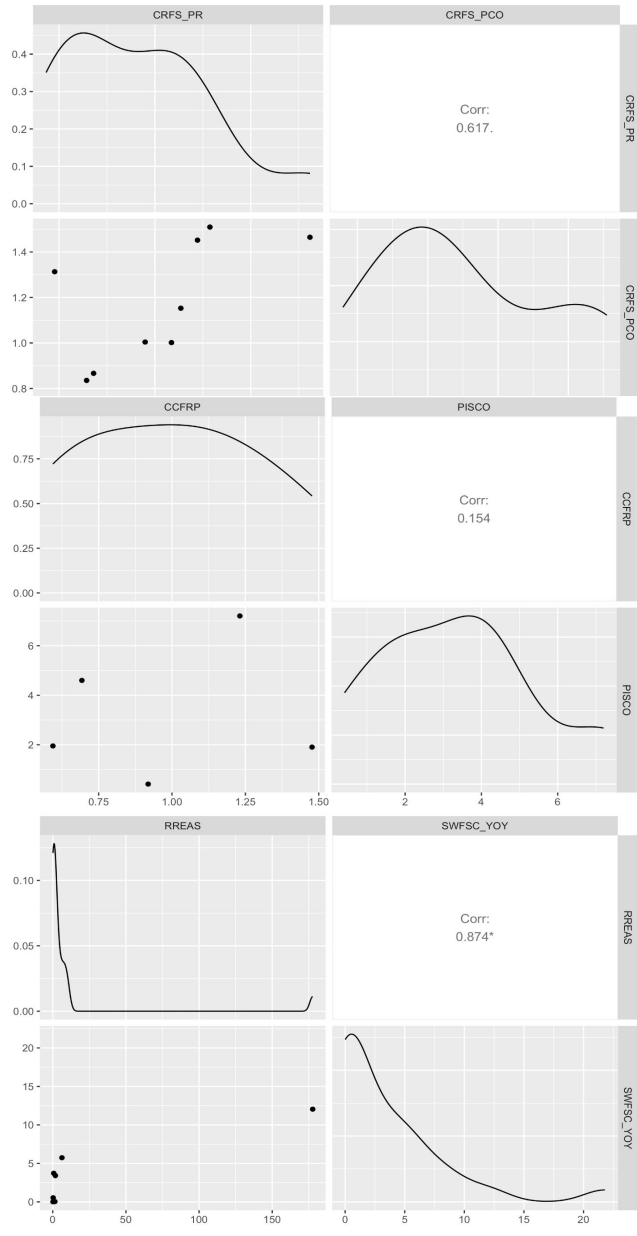 CRFS_PR CRFS_PCO
0.4
0.3
0.2
0.1
0.0
Corr:
0.617.
CRFS_PR
1.4
1.2
1.0
0.8
CRFS_PCO
CCFRP PISCO
0.75
0.50
0.25
0.00
Corr:
0.154
CCFRP
6
4
2
PISCO
0.75 1.00 1.25 1.50 2 4 6
RREAS SWFSC_YOY
0.10
0.05
0.00
Corr:
0.874*
RREAS
20
15
10
5
0
SWFSC_YOY
0 50 100 150 0 5 10 15 20